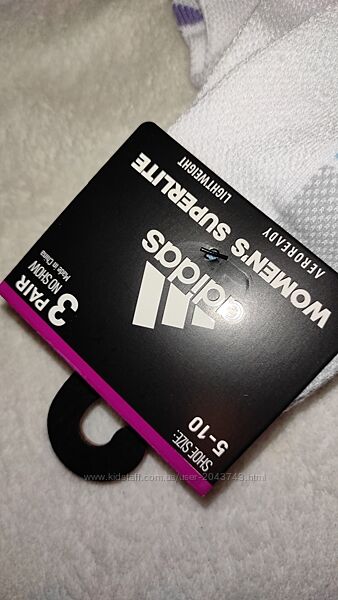 adidas
WOMEN'S SUPERLITE
AEROREADY
LIGHTWEIGHT
3 PAIR
NO SHOW
Made in China
SHOE SIZE:
5-10
www.kidstaff.com.ua/user-2043743.html